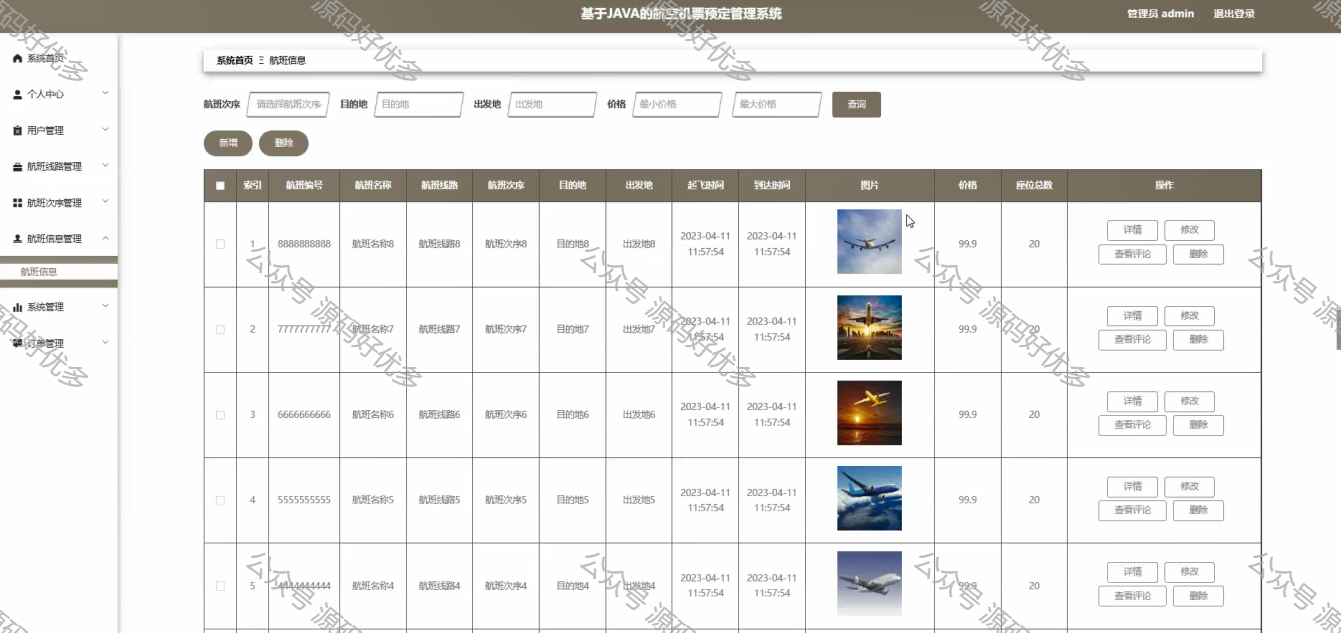 基于JAVA的航空机票预定管理系统
管理员 admin 退出登录
系统首页
个人中心
用户管理
航班线路管理
航班次序管理
航班信息管理
航班信息
系统管理
订单管理
系统首页 Ξ 航班信息
航班次序 请选择航班次序 目的地 目的地 出发地 出发地 价格 最小价格 最大价格 查询
新增 删除
索引 航班编号 航班名称 航班线路 航班次序 目的地 出发地 起飞时间 到达时间 图片 价格 座位总数 操作
1 8888888888 航班名称8 航班线路8 航班次序8 目的地8 出发地8 2023-04-11 11:57:54 2023-04-11 11:57:54 99.9 20 详情 修改 查看评论 删除
2 7777777777 航班名称7 航班线路7 航班次序7 目的地7 出发地7 2023-04-11 11:57:54 2023-04-11 11:57:54 99.9 20 详情 修改 查看评论 删除
3 6666666666 航班名称6 航班线路6 航班次序6 目的地6 出发地6 2023-04-11 11:57:54 2023-04-11 11:57:54 99.9 20 详情 修改 查看评论 删除
4 5555555555 航班名称5 航班线路5 航班次序5 目的地5 出发地5 2023-04-11 11:57:54 2023-04-11 11:57:54 99.9 20 详情 修改 查看评论 删除
5 4444444444 航班名称4 航班线路4 航班次序4 目的地4 出发地4 2023-04-11 11:57:54 2023-04-11 11:57:54 99.9 20 详情 修改 查看评论 删除
公众号 源码好优多